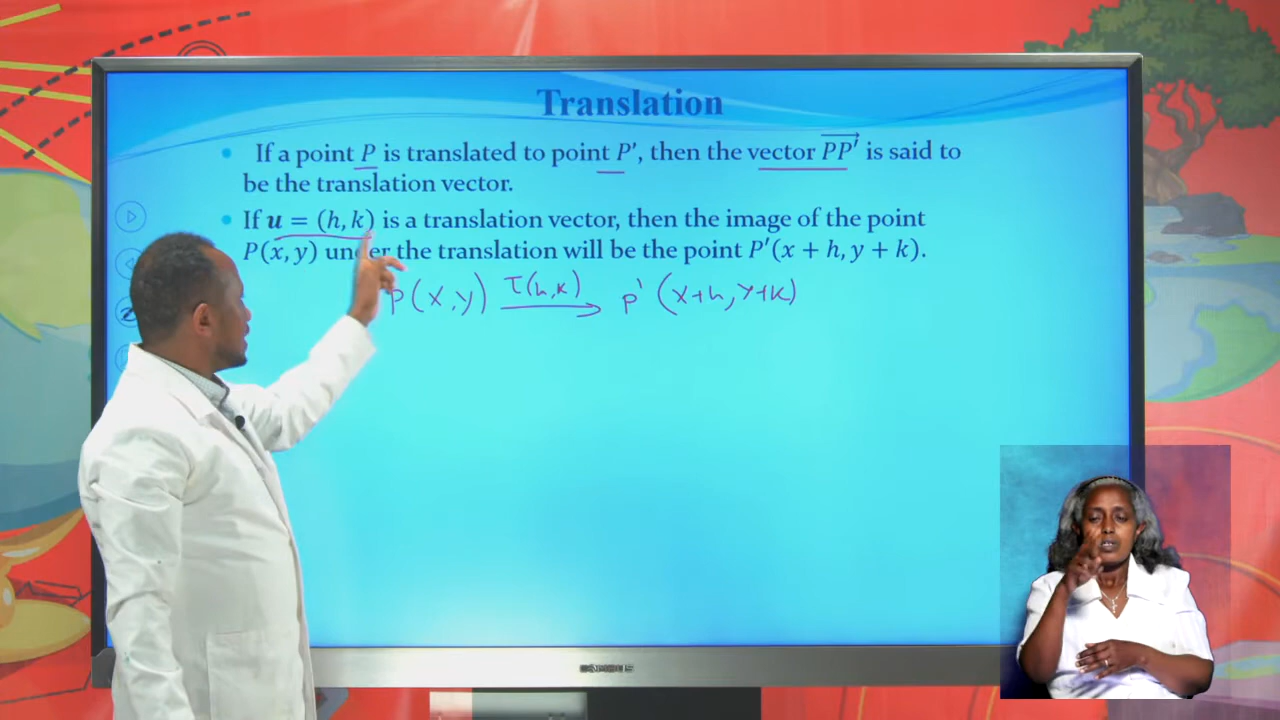 Translation
• If a point P is translated to point P′, then the vector PP′⃗ is said to
be the translation vector.
• If u = (h, k) is a translation vector, then the image of the point
P(x, y) under the translation will be the point P′(x + h, y + k).
P(x,y) T(h,k) → P' (x+h, y+k)